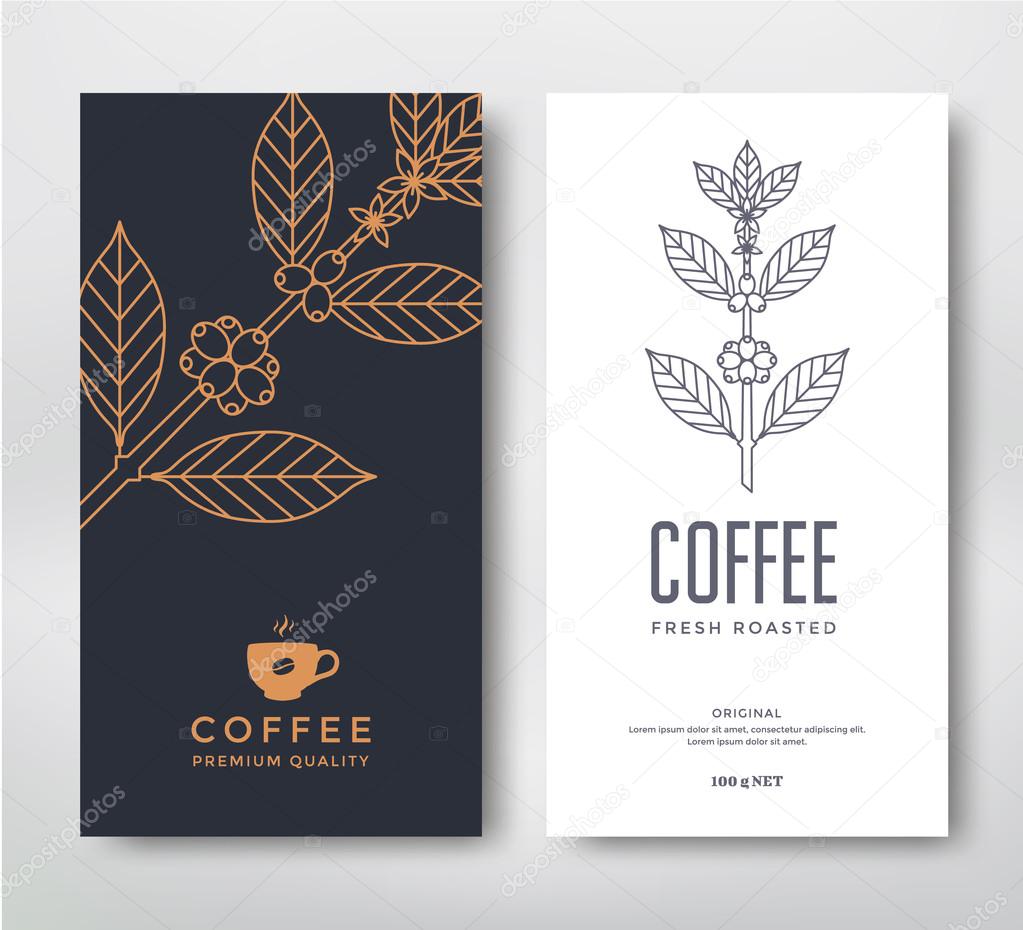 COFFEE
PREMIUM QUALITY
COFFEE
FRESH ROASTED
ORIGINAL
Lorem ipsum dolor sit amet, consectetur adipiscing elit.
Lorem ipsum dolor sit amet.
100 g NET
depositphotos